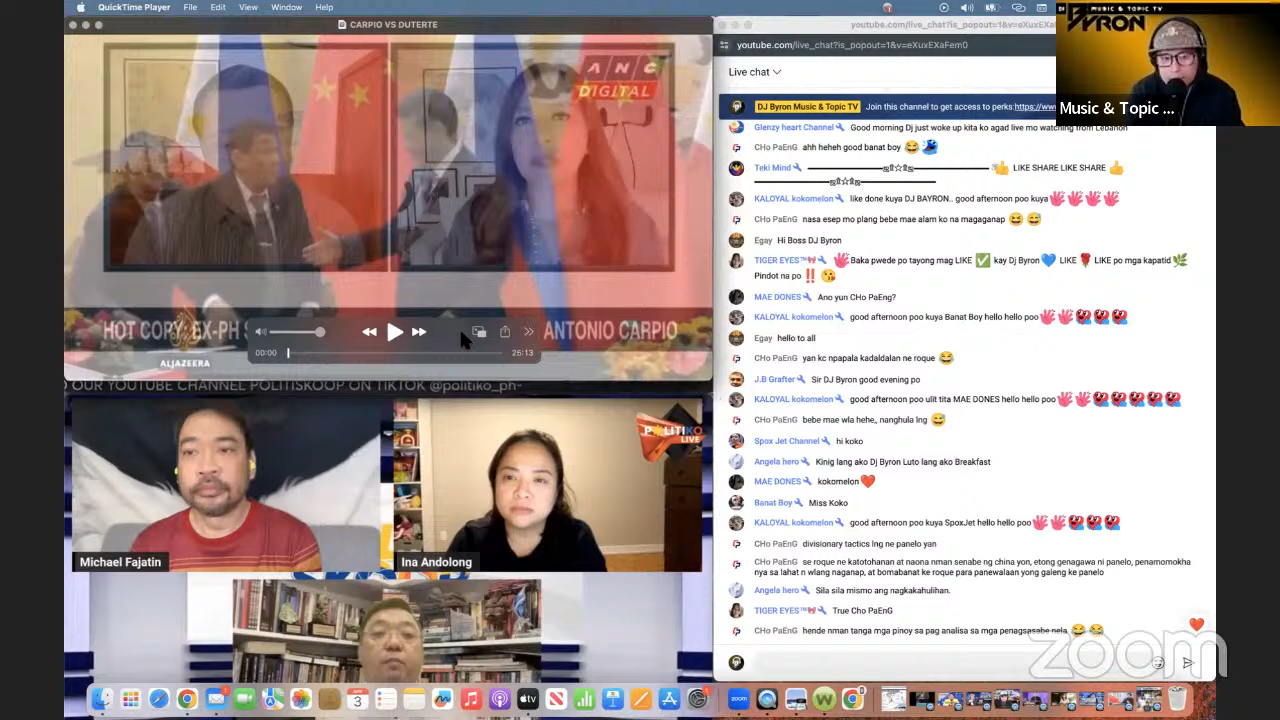 QuickTime Player File Edit View Window Help
CARPIO VS DUTERTE
ANC
DIGITAL
HOT COPY: EX-PH S
ANTONIO CARPIO
00:00
25:13
ALJAZEERA
OUR YOUTUBE CHANNEL POLITISKOOP ON TIKTOK @politiko_ph-
POLITIKO
LIVE
Michael Fajatin
Ina Andolong
youtube.com/live_chat?is_popout=1&v=eXuxEXaFem0
Live chat
DJ Byron Music & Topic TV Join this channel to get access to perks:https://ww
Glenzy heart Channel Good morning Dj just woke up kita ko agad live mo watching from Lebanon
CHo PaEnG ahh heheh good banat boy 😂
Teki Mind LIKE SHARE LIKE SHARE 👍
KALOYAL kokomelon like done kuya DJ BAYRON.. good afternoon poo kuya
CHo PaEnG nasa esep mo plang bebe mae alam ko na magaganap 😂 😅
Egay Hi Boss DJ Byron
TIGER EYES™🎀 Baka pwede po tayong mag LIKE ✅ kay Dj Byron💙 LIKE 🌹 LIKE po mga kapatid🌿
Pindot na po ‼️ 😘
MAE DONES Ano yun CHo PaEng?
KALOYAL kokomelon good afternoon poo kuya Banat Boy hello hello poo
Egay hello to all
CHo PaEnG yan kc npapala kadaldalan ne roque 😂
J.B Grafter Sir DJ Byron good evening po
KALOYAL kokomelon good afternoon poo ulit tita MAE DONES hello hello poo
CHo PaEnG bebe mae wla hehe,, nanghula lng 😅
Spox Jet Channel hi koko
Angela hero Kinig lang ako Dj Byron Luto lang ako Breakfast
MAE DONES kokomelon❤️
Banat Boy Miss Koko
KALOYAL kokomelon good afternoon poo kuya SpoxJet hello hello poo
CHo PaEnG divisionary tactics lng ne panelo yan
CHo PaEnG se roque ne katotohanan at naona nman senabe ng china yon, etong genagawa ni panelo, penamomokha
nya sa lahat n wlang naganap, at bomabanat ke roque para panewalaan yong galeng ke panelo
Angela hero Sila sila mismo ang nagkakahulihan.
TIGER EYES™🎀 True Cho PaEnG
CHo PaEnG hende nman tanga mga pinoy sa pag analisa sa mga penagsasabe nela 😂 😂
MUSIC & TOPIC TV
BYRON
Music & Topic ...
zoom